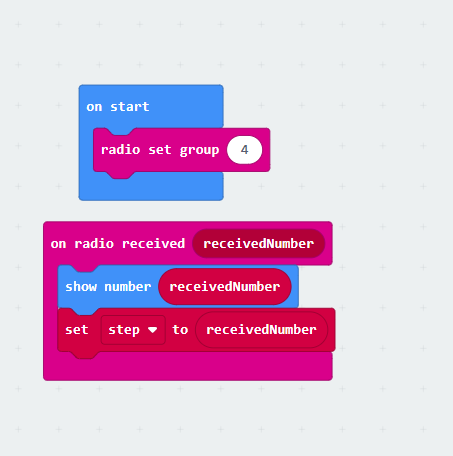 on start
radio set group 4
on radio received receivedNumber
show number receivedNumber
set step to receivedNumber